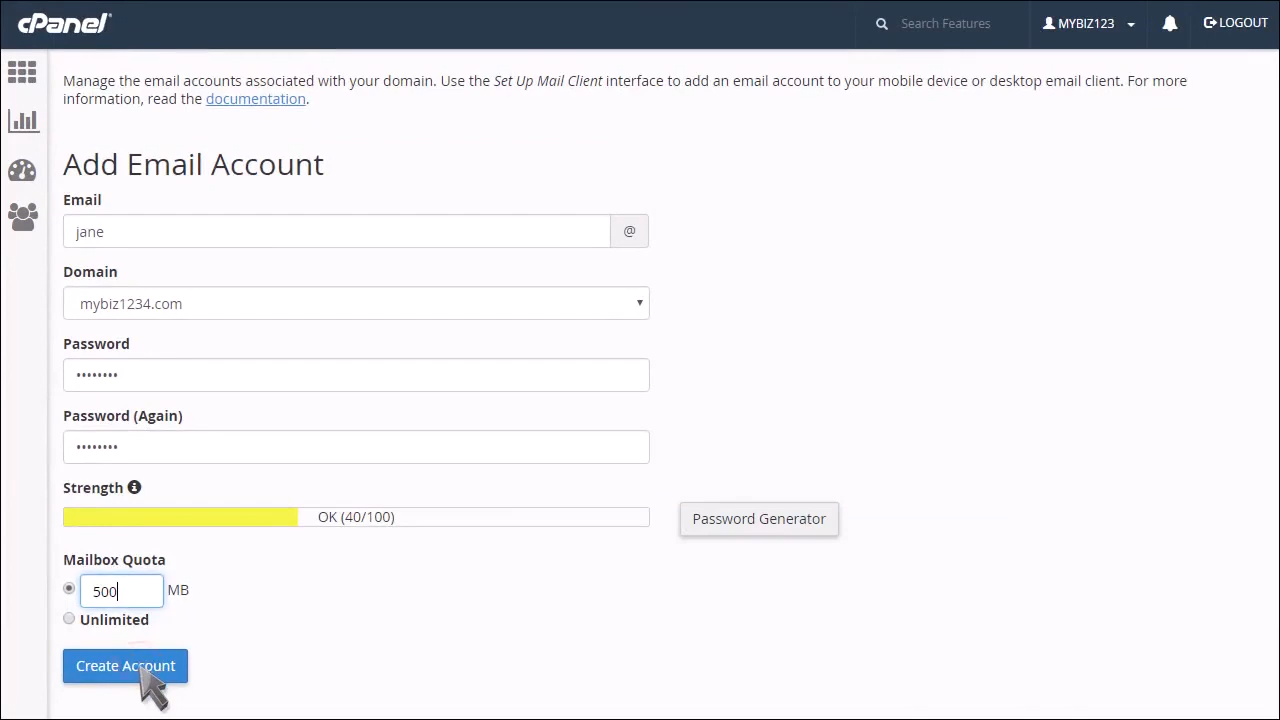 cPanel
Search Features
MYBIZ123
LOGOUT
Manage the email accounts associated with your domain. Use the Set Up Mail Client interface to add an email account to your mobile device or desktop email client. For more
information, read the documentation.
Add Email Account
Email
jane
@
Domain
mybiz1234.com
Password
••••••••
Password (Again)
••••••••
Strength
OK (40/100)
Password Generator
Mailbox Quota
500 MB
Unlimited
Create Account